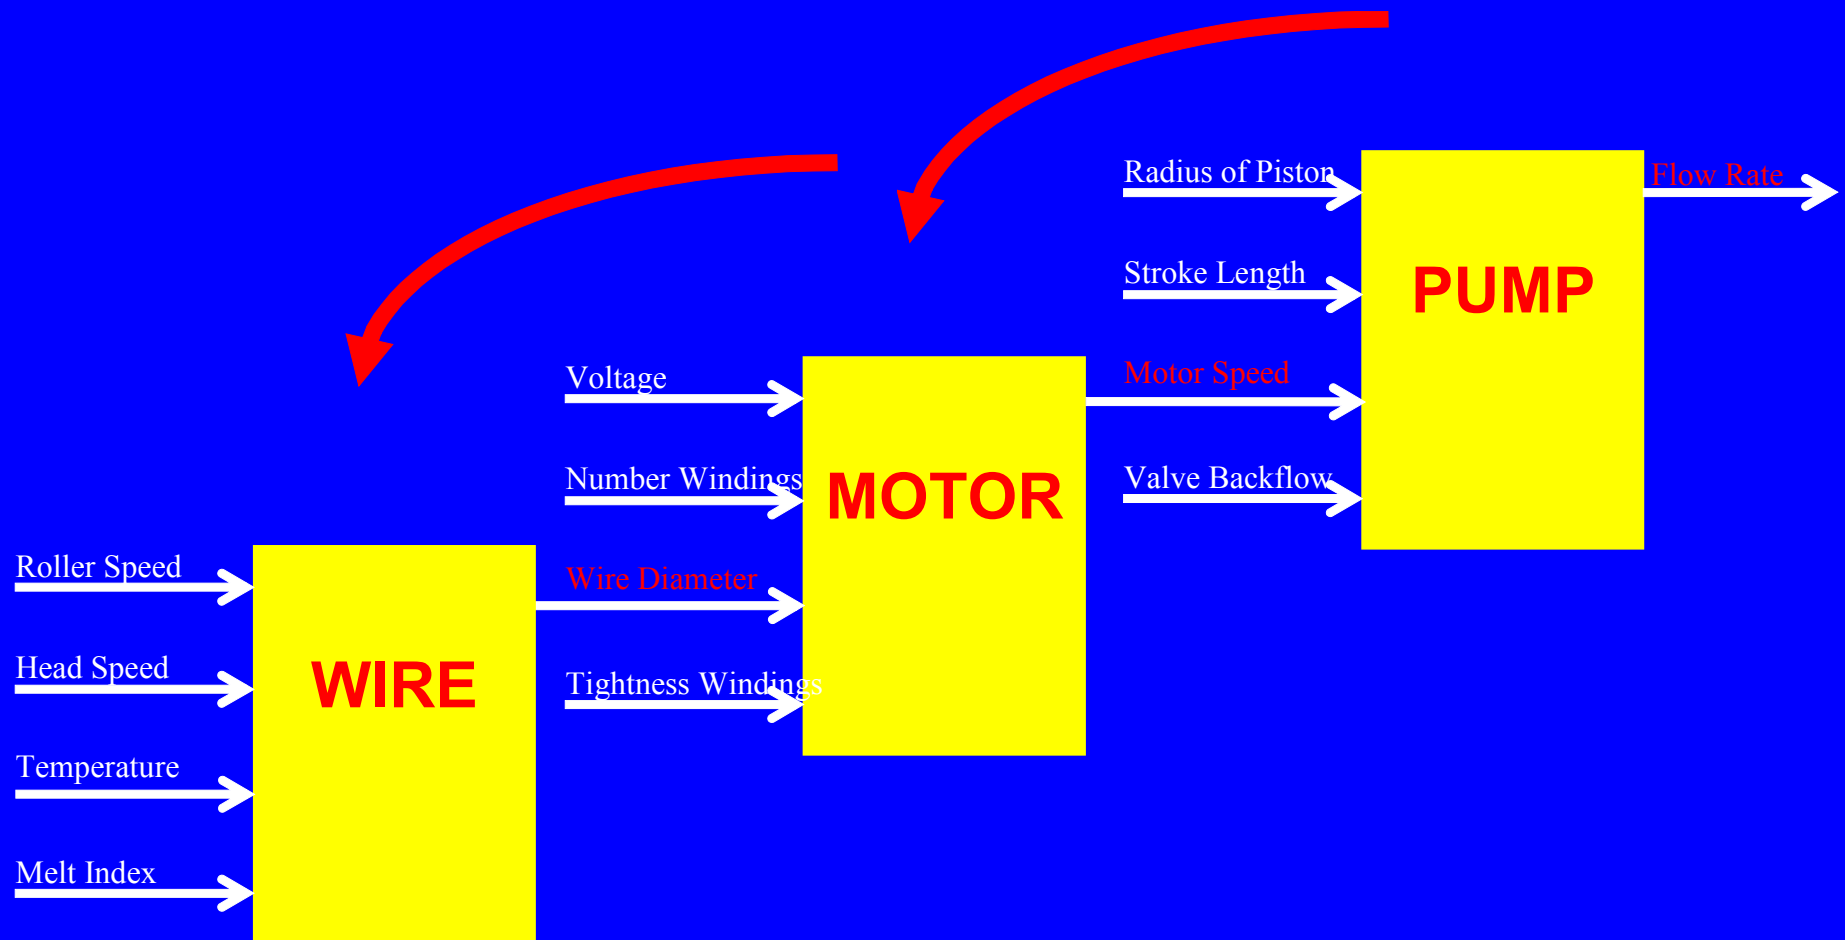 Radius of Piston
Flow Rate
Stroke Length
PUMP
Voltage
Motor Speed
Number Windings
MOTOR
Valve Backflow
Roller Speed
Wire Diameter
Head Speed
WIRE
Tightness Windings
Temperature
Melt Index